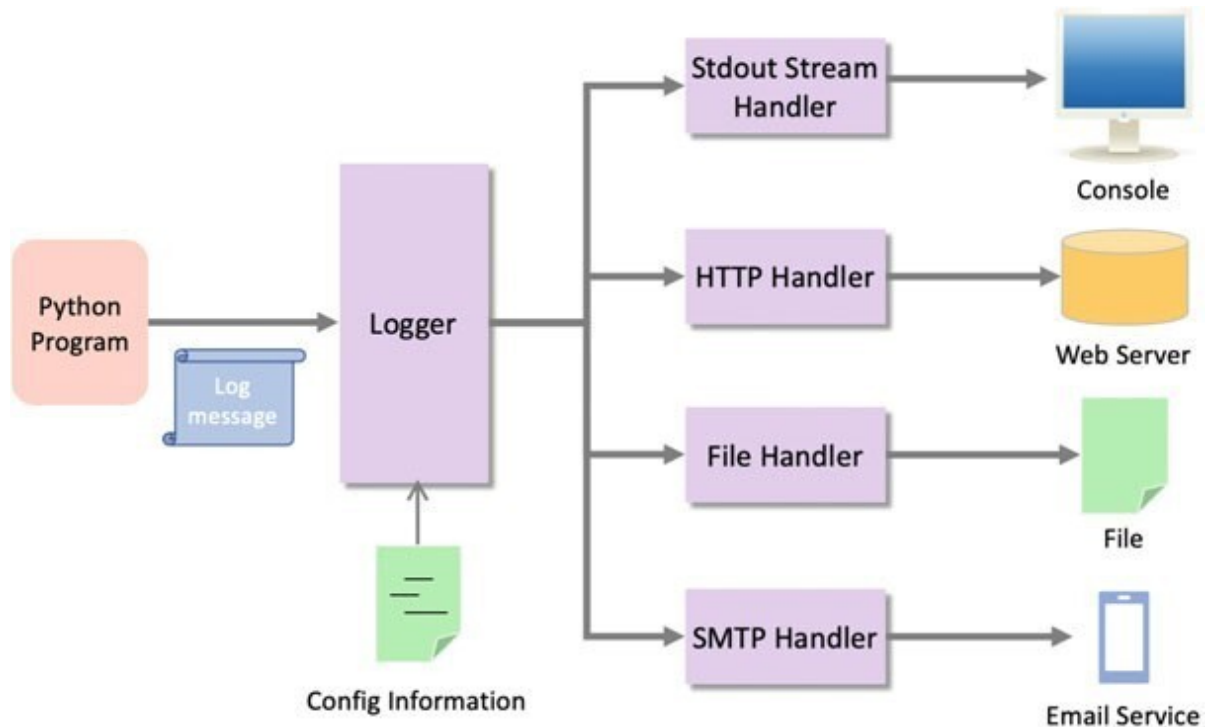 Python
Program
Log
message
Logger
Config Information
Stdout Stream
Handler
Console
HTTP Handler
Web Server
File Handler
File
SMTP Handler
Email Service